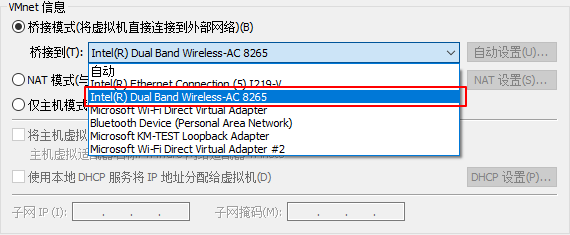 VMnet 信息
桥接模式(将虚拟机直接连接到外部网络)(B)
桥接到(T): Intel(R) Dual Band Wireless-AC 8265 自动设置(U)...
自动
NAT 模式(与 Intel(R) Ethernet Connection (5) I219-V NAT 设置(S)...
仅主机模式 Intel(R) Dual Band Wireless-AC 8265
Microsoft Wi-Fi Direct Virtual Adapter
Bluetooth Device (Personal Area Network)
将主机虚拟 Microsoft KM-TEST Loopback Adapter
Microsoft Wi-Fi Direct Virtual Adapter #2
主机虚拟适
使用本地 DHCP 服务将 IP 地址分配给虚拟机(D) DHCP 设置(P)...
子网 IP (I): . . . 子网掩码(M): . . .